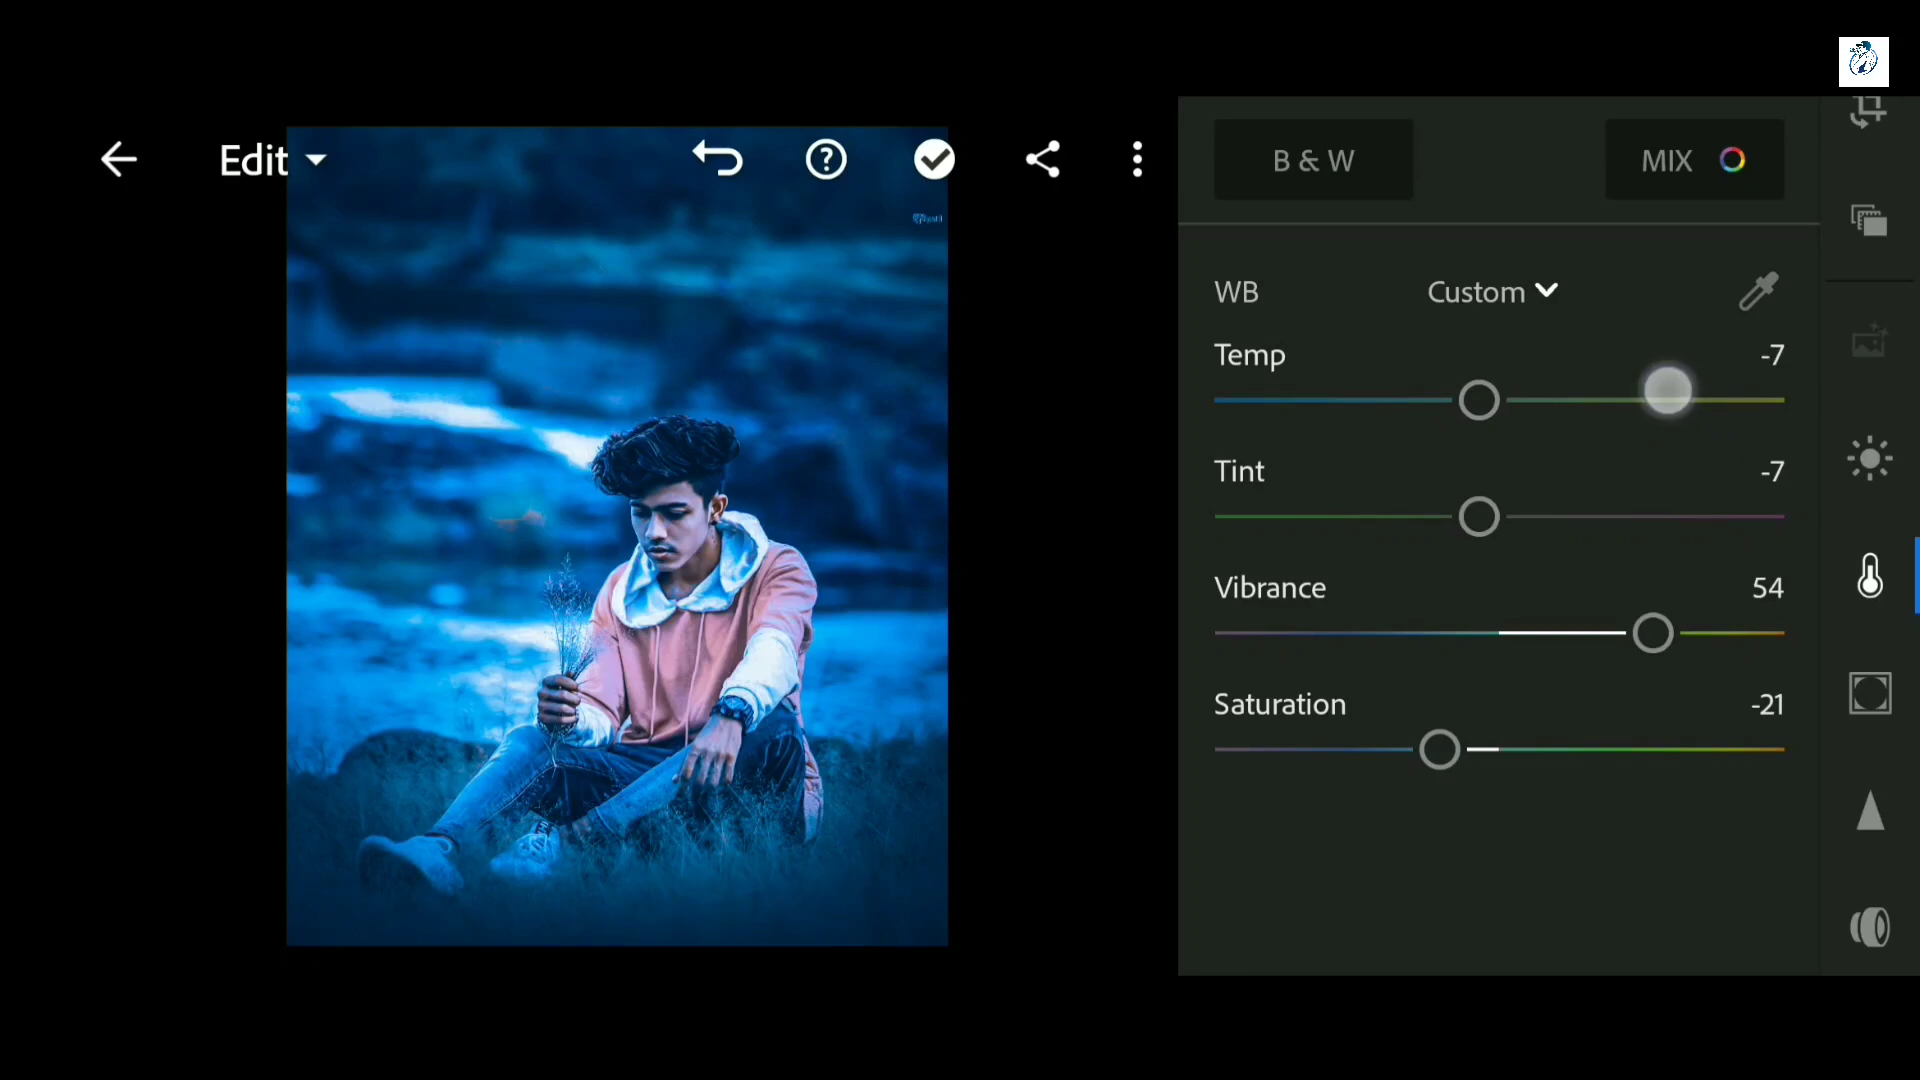 Edit
B & W
MIX
WB
Custom
Temp
-7
Tint
-7
Vibrance
54
Saturation
-21